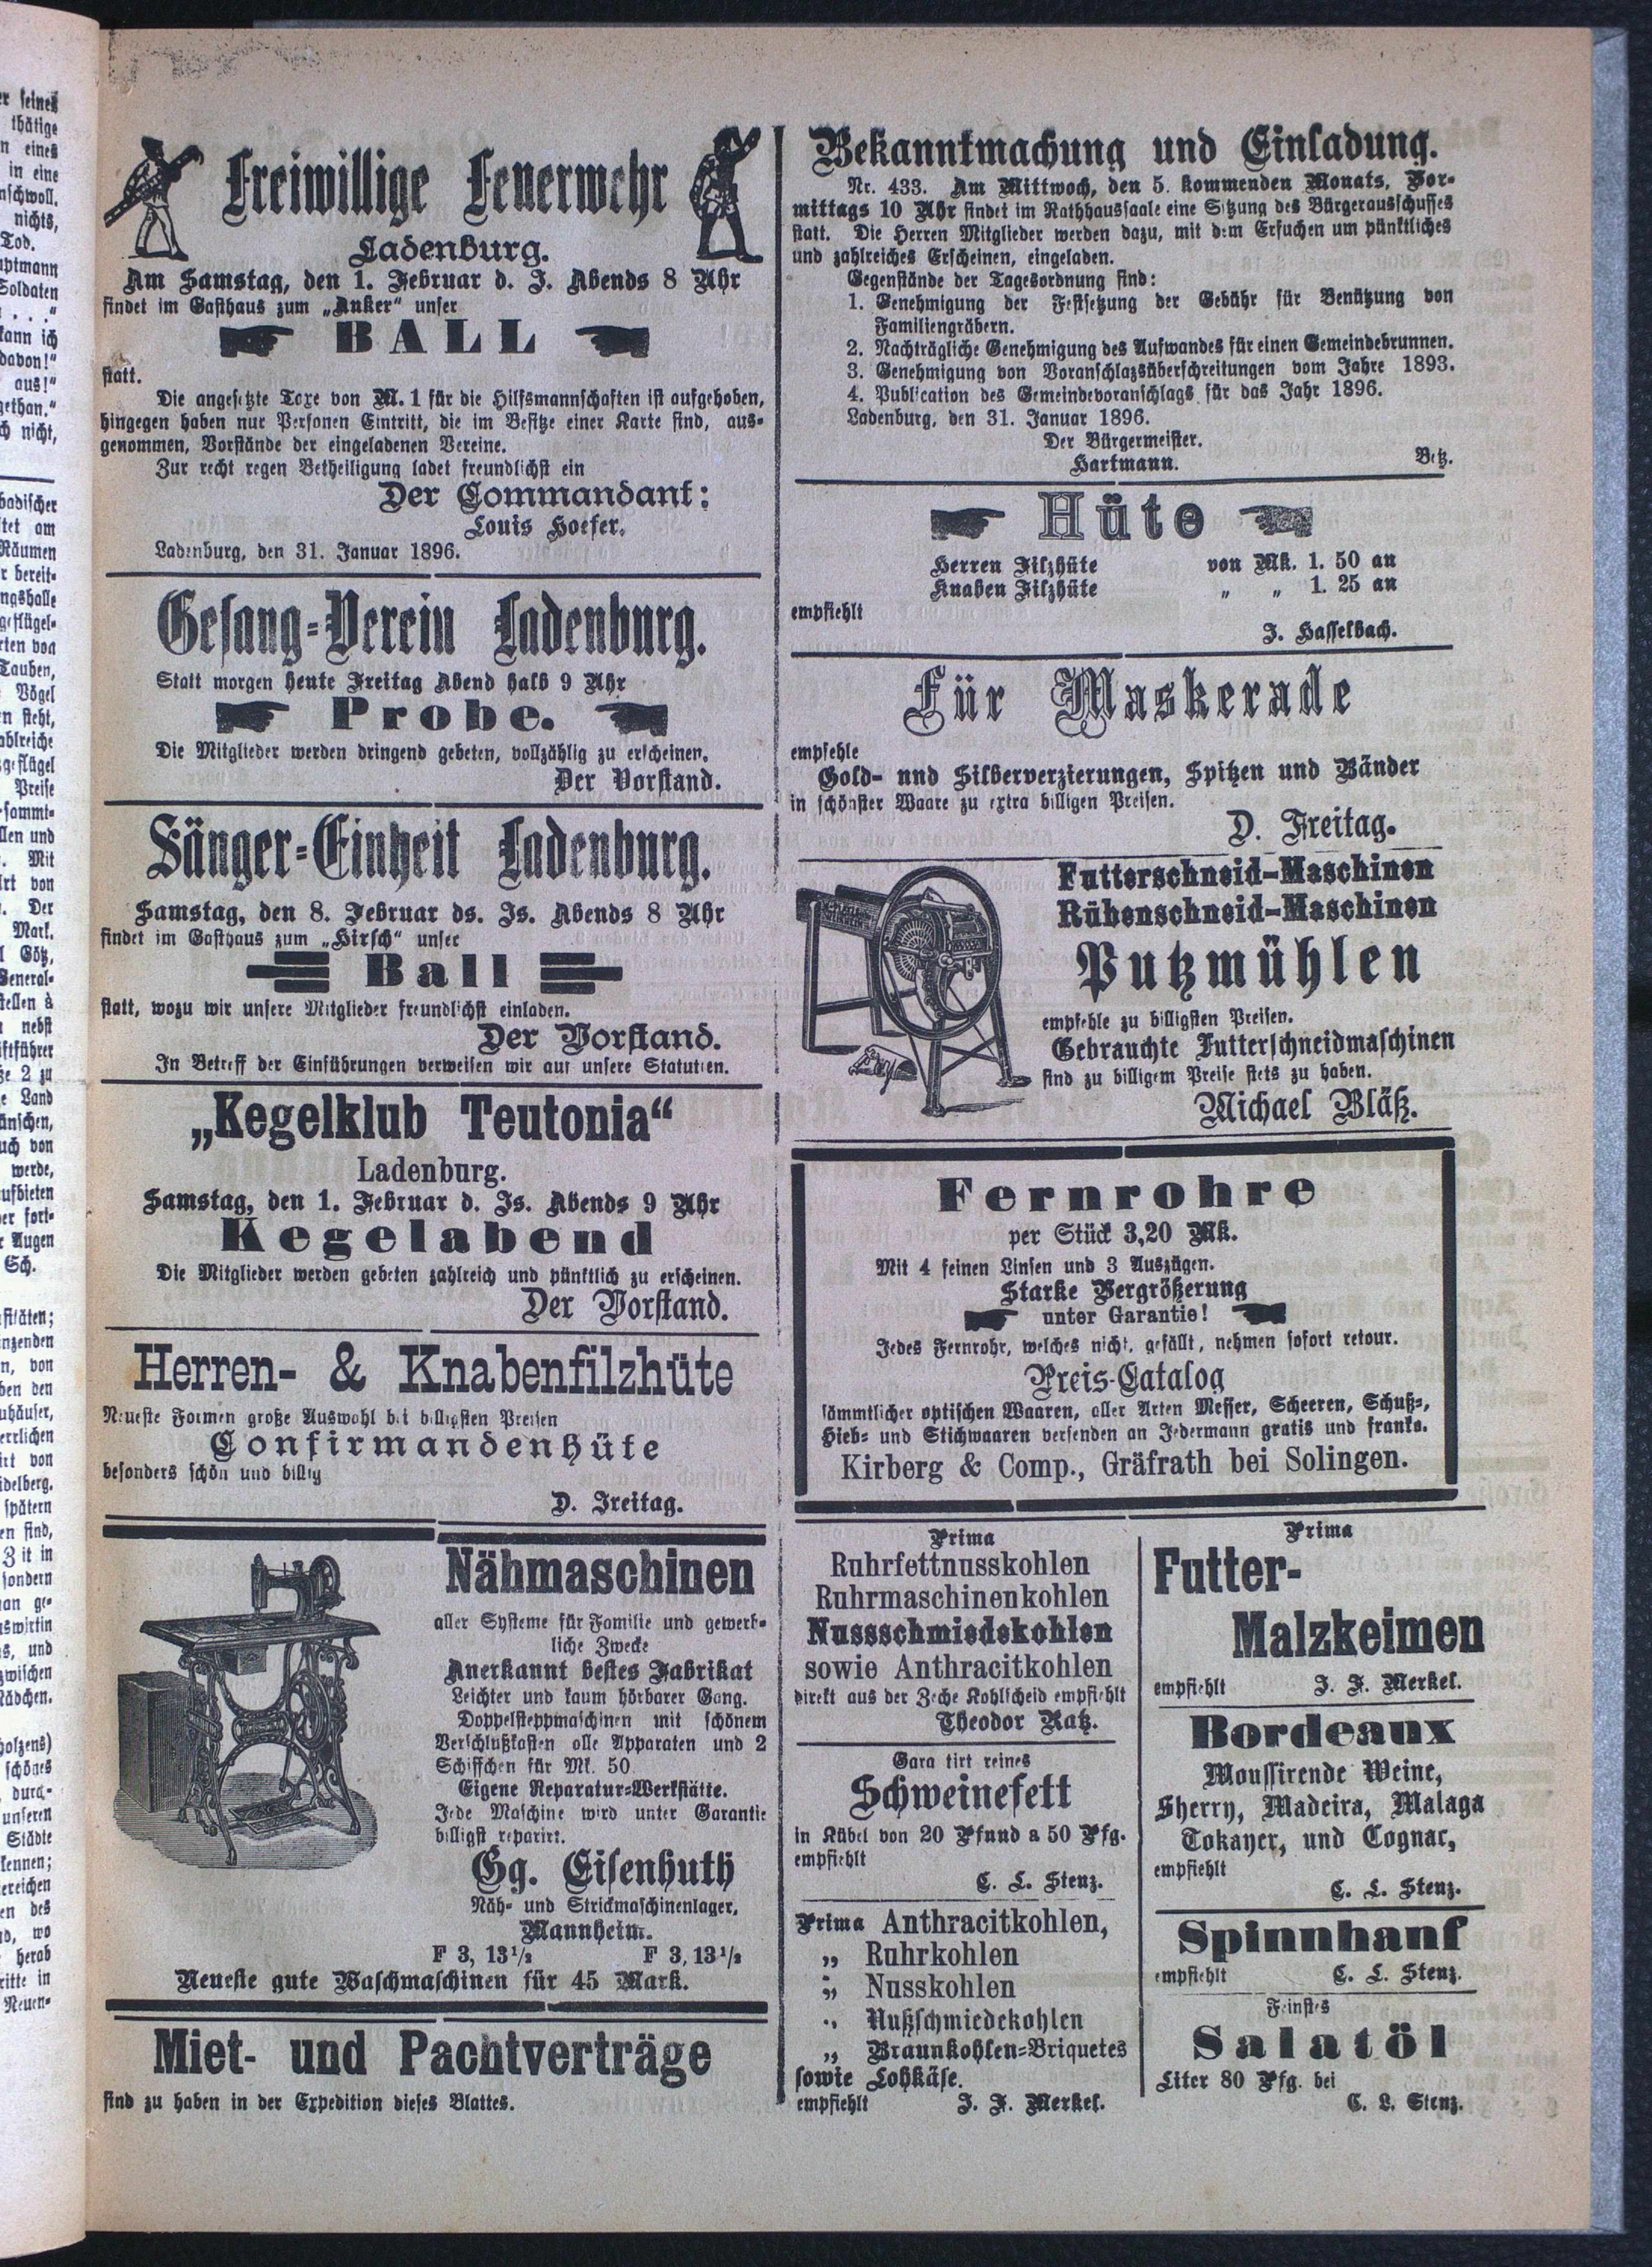 Freiwillige Feuerwehr
Ladenburg.
Am Samstag, den 1. Februar d. J. Abends 8 Uhr
findet im Gasthaus zum „Anker“ unser
BALL
statt.
Die angesetzte Taxe von M. 1 für die Hilfsmannschaften ist aufgehoben,
hingegen haben nur Personen Eintritt, die im Besitze einer Karte sind, aus-
genommen, Vorstände der eingeladenen Vereine.
Zur recht regen Betheiligung ladet freundlichst ein
Der Commandant:
Louis Hoefer.
Ladenburg, den 31. Januar 1896.
Gesang-Verein Ladenburg.
Statt morgen heute Freitag Abend halb 9 Uhr
Probe.
Die Mitglieder werden dringend gebeten, vollzählig zu erscheinen.
Der Vorstand.
Sänger-Einheit Ladenburg.
Samstag, den 8. Februar ds. Js. Abends 8 Uhr
findet im Gasthaus zum „Hirsch“ unser
Ball
statt, wozu wir unsere Mitglieder freundlichst einladen.
Der Vorstand.
In Betreff der Einführungen verweisen wir auf unsere Statuten.
„Kegelklub Teutonia“
Ladenburg.
Samstag, den 1. Februar d. Js. Abends 9 Uhr
Kegelabend
Die Mitglieder werden gebeten zahlreich und pünktlich zu erscheinen.
Der Vorstand.
Herren- & Knabenfilzhüte
Neueste Formen große Auswahl bei billigsten Preisen
Confirmandenhüte
besonders schön und billig
D. Freitag.
Nähmaschinen
aller Systeme für Familie und gewerb-
liche Zwecke
Anerkannt bestes Fabrikat
Leichter und kaum hörbarer Gang.
Doppelsteppmaschinen mit schönem
Verschlußkasten alle Apparaten und 2
Schiffchen für Mk. 50
Eigene Reparatur-Werkstätte.
Jede Maschine wird unter Garantie
billigst reparirt.
Gg. Eisenhuth
Näh- und Strickmaschinenlager,
Mannheim.
F 3, 13½ F 3, 13½
Neueste gute Waschmaschinen für 45 Mark.
Miet- und Pachtverträge
sind zu haben in der Expedition dieses Blattes.
Bekanntmachung und Einladung.
Nr. 433. Am Mittwoch, den 5. kommenden Monats, Vor-
mittags 10 Uhr findet im Rathhaussaale eine Sitzung des Bürgerausschusses
statt. Die Herren Mitglieder werden dazu, mit dem Ersuchen um pünktliches
und zahlreiches Erscheinen, eingeladen.
Gegenstände der Tagesordnung sind:
1. Genehmigung der Festsetzung der Gebühr für Benützung von
Familiengräbern.
2. Nachträgliche Genehmigung des Aufwandes für einen Gemeindebrunnen.
3. Genehmigung von Voranschlagsüberschreitungen vom Jahre 1893.
4. Publication des Gemeindevoranschlags für das Jahr 1896.
Ladenburg, den 31. Januar 1896.
Der Bürgermeister.
Hartmann. Betz.
Hüte
Herren Filzhüte von Mk. 1. 50 an
Knaben Filzhüte „ „ 1. 25 an
empfiehlt
J. Hasselbach.
Für Maskerade
empfehle
Gold- und Silberverzierungen, Spitzen und Bänder
in schönster Waare zu extra billigen Preisen.
D. Freitag.
Futterschneid-Maschinen
Rübenschneid-Maschinen
Putzmühlen
empfehle zu billigsten Preisen.
Gebrauchte Futterschneidmaschinen
sind zu billigem Preise stets zu haben.
Michael Bläß.
Fernrohre
per Stück 3,20 Mk.
Mit 4 feinen Linsen und 3 Auszügen.
Starke Vergrößerung
unter Garantie!
Jedes Fernrohr, welches nicht gefällt, nehmen sofort retour.
Preis-Catalog
sämmtlicher optischen Waaren, aller Arten Messer, Scheeren, Schuß-,
Hieb- und Stichwaaren versenden an Jedermann gratis und franko.
Kirberg & Comp., Gräfrath bei Solingen.
Prima
Ruhrfettnusskohlen
Ruhrmaschinenkohlen
Nussschmiedekohlen
sowie Anthracitkohlen
direkt aus der Zeche Kohlscheid empfiehlt
Theodor Katz.
Gara tirt reines
Schweinefett
in Kübel von 20 Pfund a 50 Pfg.
empfiehlt
C. L. Stenz.
Prima Anthracitkohlen,
„ Ruhrkohlen
„ Nusskohlen
„ Nußschmiedekohlen
„ Braunkohlen-Briquetes
sowie Lohkäse.
empfiehlt J. F. Merkel.
Prima
Futter-
Malzkeimen
empfiehlt J. F. Merkel.
Bordeaux
Moussirende Weine,
Sherry, Madeira, Malaga
Tokayer, und Cognac,
empfiehlt
C. L. Stenz.
Spinnhanf
empfiehlt C. L. Stenz.
Feinstes
Salatöl
Liter 80 Pfg. bei
C. L. Stenz.